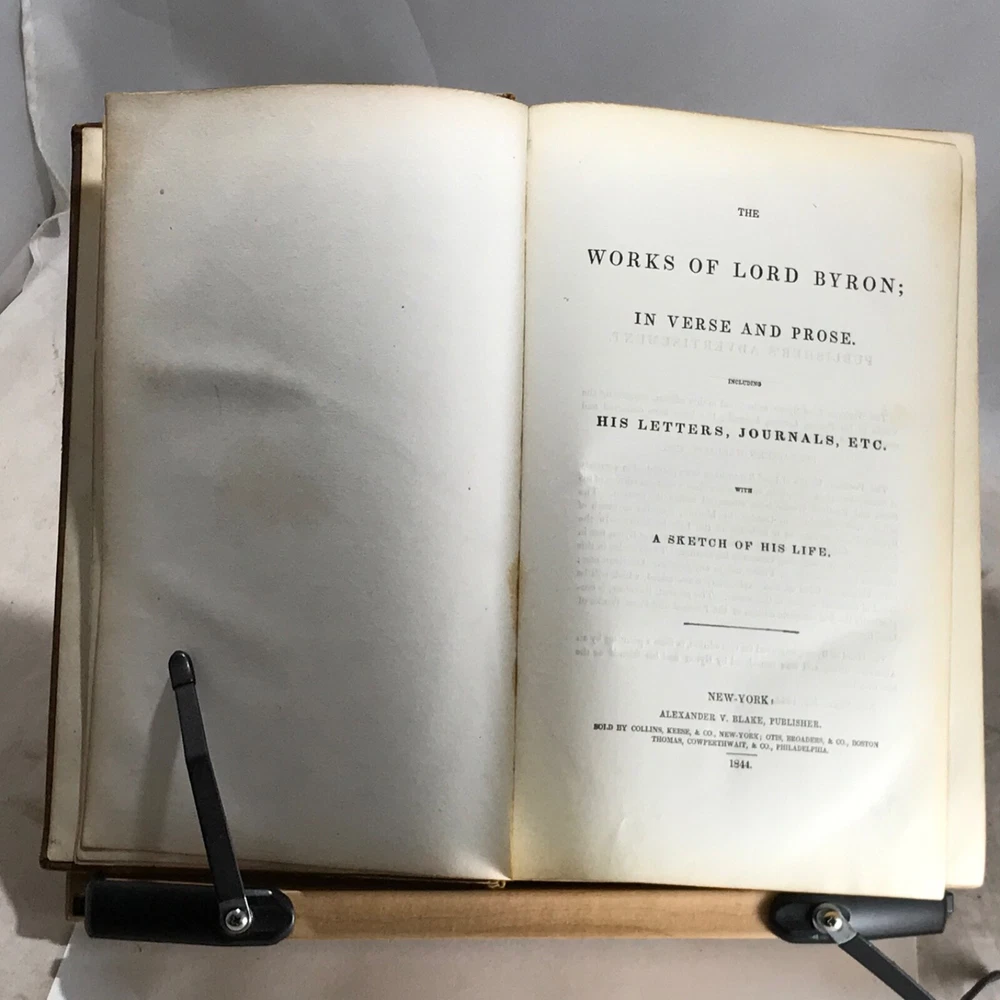 THE
WORKS OF LORD BYRON;
IN VERSE AND PROSE.
INCLUDING
HIS LETTERS, JOURNALS, ETC.
WITH
A SKETCH OF HIS LIFE.
NEW-YORK:
ALEXANDER V. BLAKE, PUBLISHER.
SOLD BY COLLINS, KEESE, & CO., NEW-YORK; OTIS, BROADERS, & CO., BOSTON
THOMAS, COWPERTHWAIT, & CO., PHILADELPHIA.
1844.